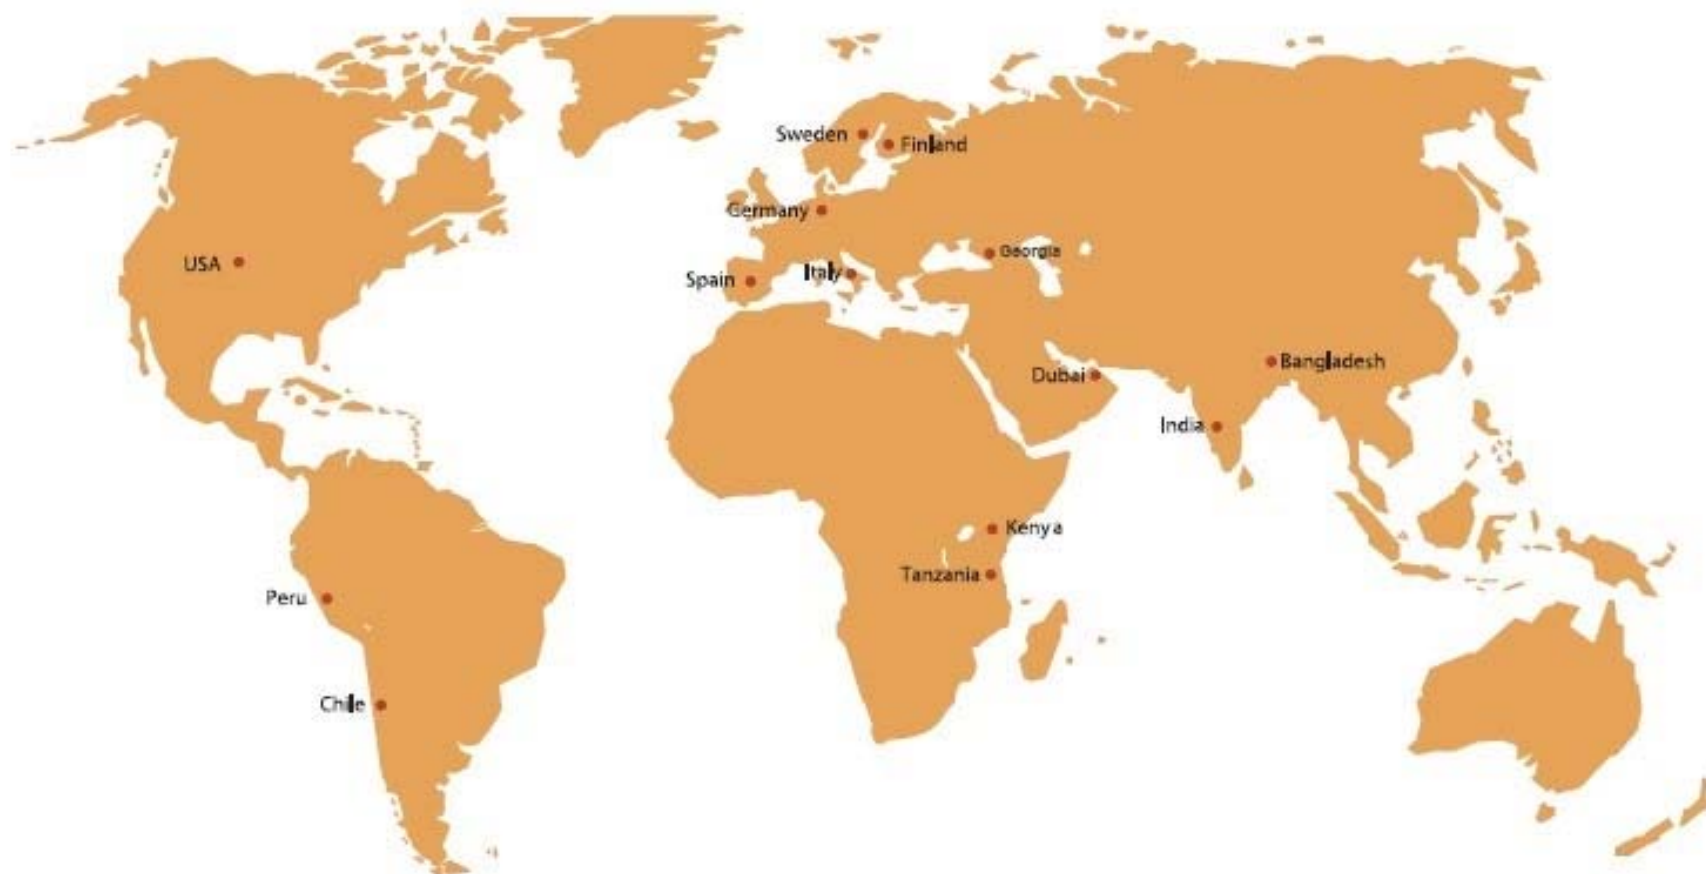 Sweden
Finland
Germany
Georgia
USA
Italy
Spain
Bangladesh
Dubai
India
Kenya
Tanzania
Peru
Chile